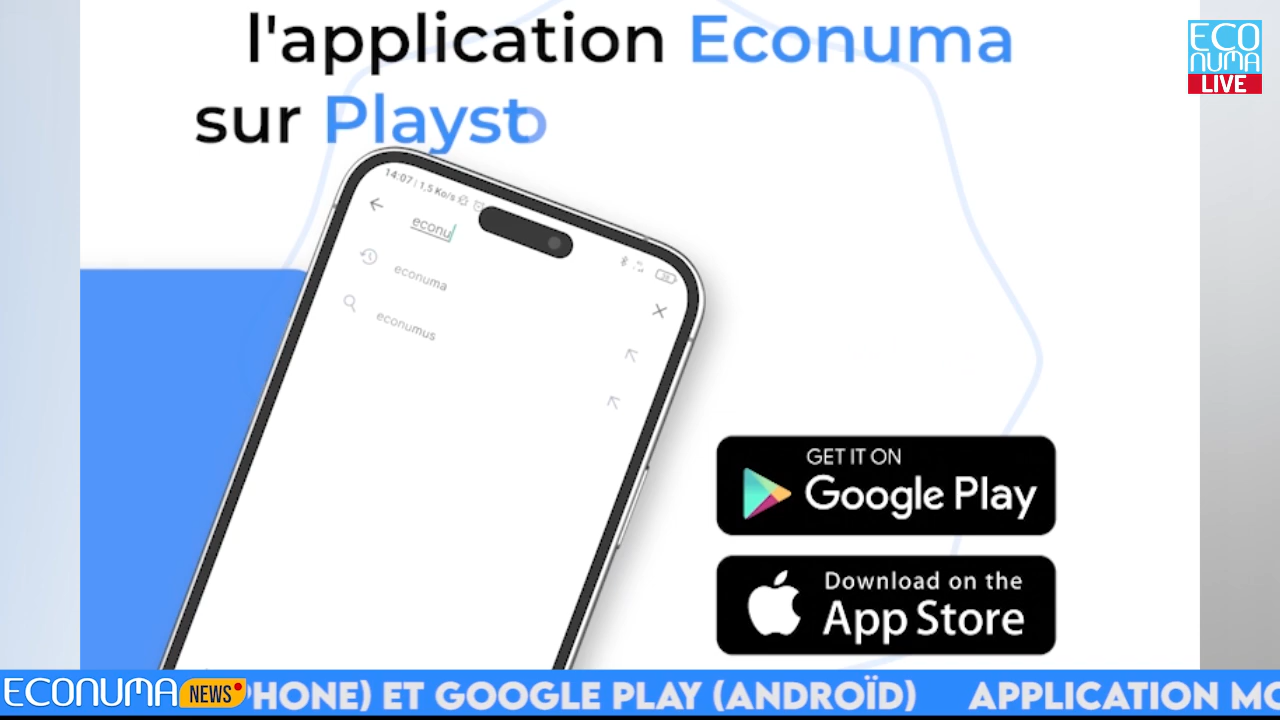 l'application Econuma
sur Playsto
ECO
NUMA
LIVE
14:07 | 1,5 Ko/s
econu
econuma
econumus
GET IT ON
Google Play
Download on the
App Store
ECONUMA NEWS PHONE) ET GOOGLE PLAY (ANDROÏD) APPLICATION MO